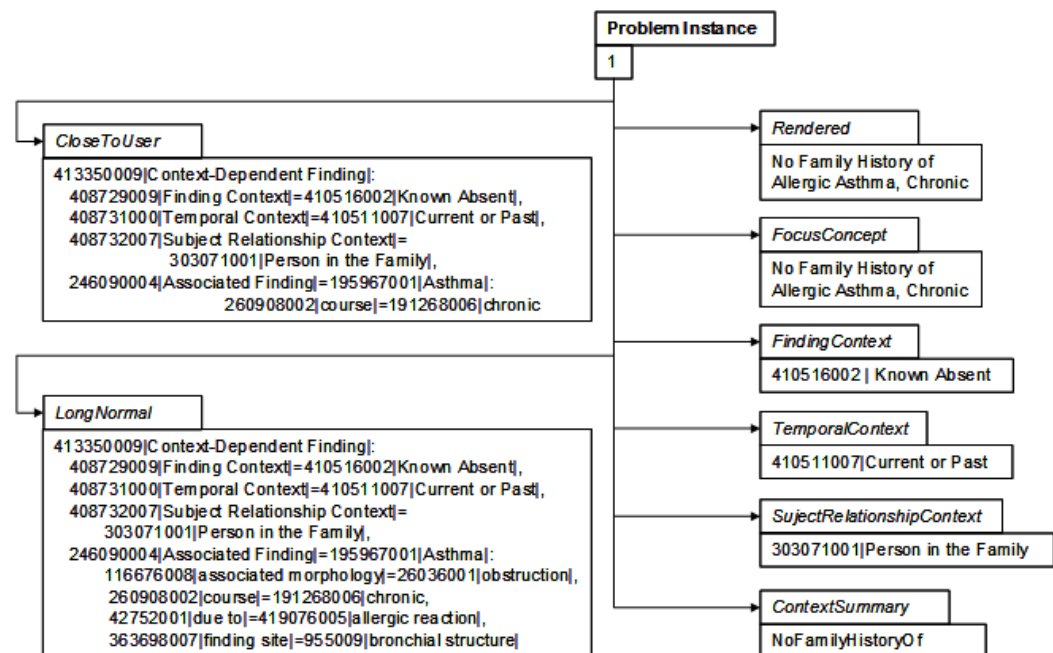 Problem Instance
1
CloseToUser
413350009|Context-Dependent Finding|:
408729009|Finding Context|=410516002|Known Absent|,
408731000|Temporal Context|=410511007|Current or Past|,
408732007|Subject Relationship Context|=
303071001|Person in the Family|,
246090004|Associated Finding|=195967001|Asthma|:
260908002|course|=191268006|chronic
LongNormal
413350009|Context-Dependent Finding|:
408729009|Finding Context|=410516002|Known Absent|,
408731000|Temporal Context|=410511007|Current or Past|,
408732007|Subject Relationship Context|=
303071001|Person in the Family|,
246090004|Associated Finding|=195967001|Asthma|:
116676008|associated morphology|=26036001|obstruction|,
260908002|course|=191268006|chronic,
42752001|due to|=419076005|allergic reaction|,
363698007|finding site|=955009|bronchial structure|
Rendered
No Family History of
Allergic Asthma, Chronic
FocusConcept
No Family History of
Allergic Asthma, Chronic
FindingContext
410516002 | Known Absent
TemporalContext
410511007|Current or Past
SujectRelationshipContext
303071001|Person in the Family
ContextSummary
NoFamilyHistoryOf